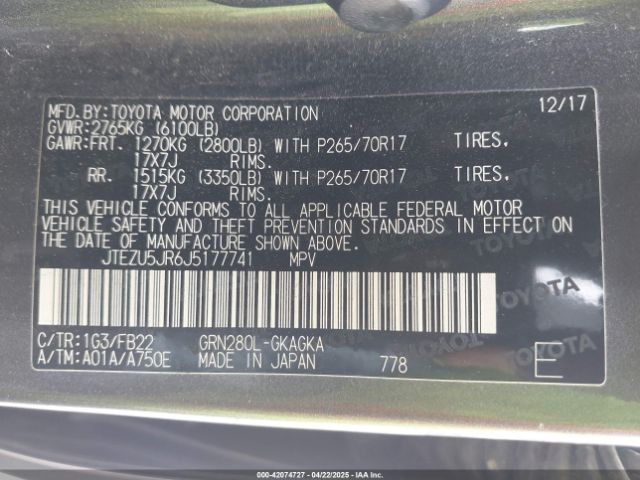 MFD. BY: TOYOTA MOTOR CORPORATION 12/17
GVWR: 2765KG (6100LB)
GAWR: FRT. 1270KG (2800LB) WITH P265/70R17 TIRES,
17X7J RIMS.
RR. 1515KG (3350LB) WITH P265/70R17 TIRES,
17X7J RIMS.
THIS VEHICLE CONFORMS TO ALL APPLICABLE FEDERAL MOTOR
VEHICLE SAFETY AND THEFT PREVENTION STANDARDS IN EFFECT ON
THE DATE OF MANUFACTURE SHOWN ABOVE.
JTEZU5JR6J5177741 MPV
C/TR: 1G3/FB22 GRN280L-GKAGKA
A/TM: A01A/A750E MADE IN JAPAN 778 E
000-42074727 - 04/22/2025 - IAA Inc.